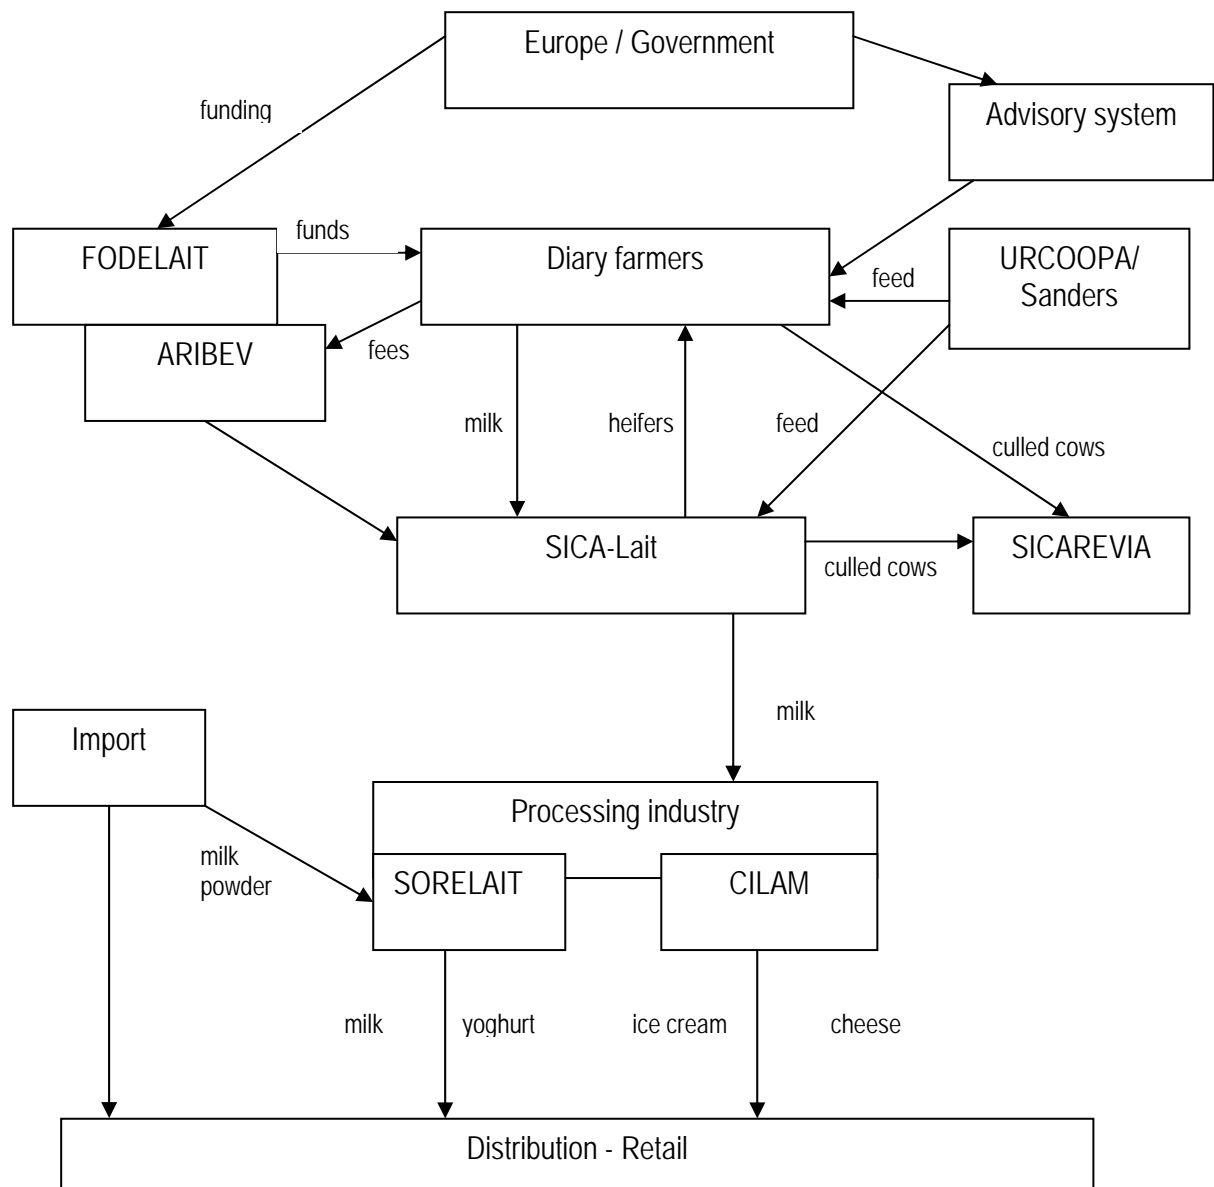 Europe / Government
funding
Advisory system
FODELAIT
funds
Diary farmers
feed
URCOOPA/
Sanders
ARIBEV
fees
milk
heifers
feed
culled cows
SICA-Lait
culled cows
SICAREVIA
milk
Import
Processing industry
milk
powder
SORELAIT
CILAM
milk
yoghurt
ice cream
cheese
Distribution - Retail